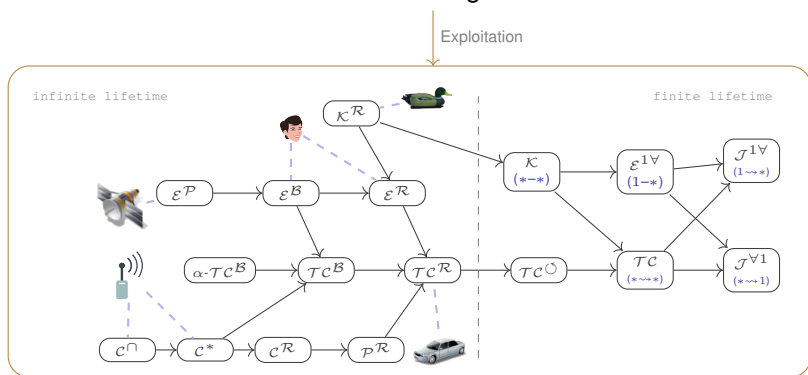 Exploitation
infinite lifetime
finite lifetime
𝒦^ℛ
𝒦
(*−*)
ℰ^1∀
(1−*)
𝒥^1∀
(1⇝*)
ℰ^𝒫
ℰ^ℬ
ℰ^ℛ
α-𝒯𝒞^ℬ
𝒯𝒞^ℬ
𝒯𝒞^ℛ
𝒯𝒞^↺
𝒯𝒞
(*⇝*)
𝒥^∀1
(*⇝1)
𝒞^∩
𝒞^*
𝒞^ℛ
𝒫^ℛ